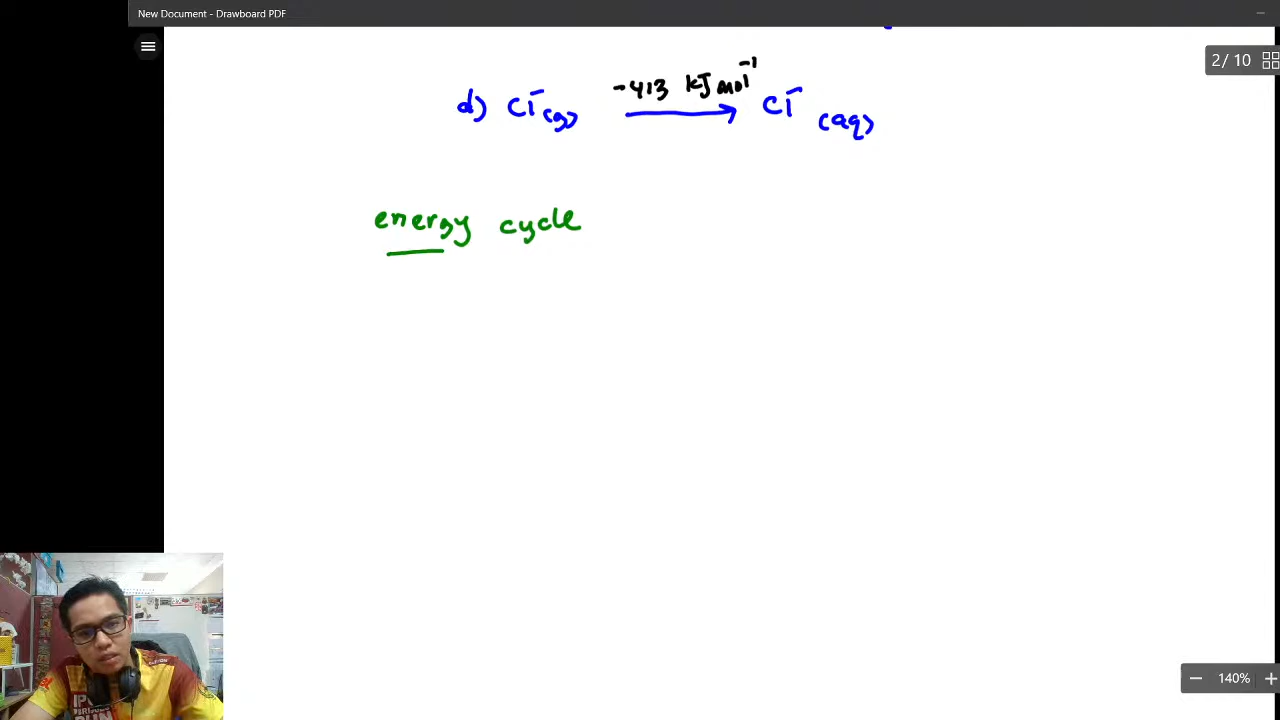 New Document - Drawboard PDF
2/10
-413 kJ mol⁻¹
d) Cl⁻(g) → Cl⁻(aq)
energy cycle
140%